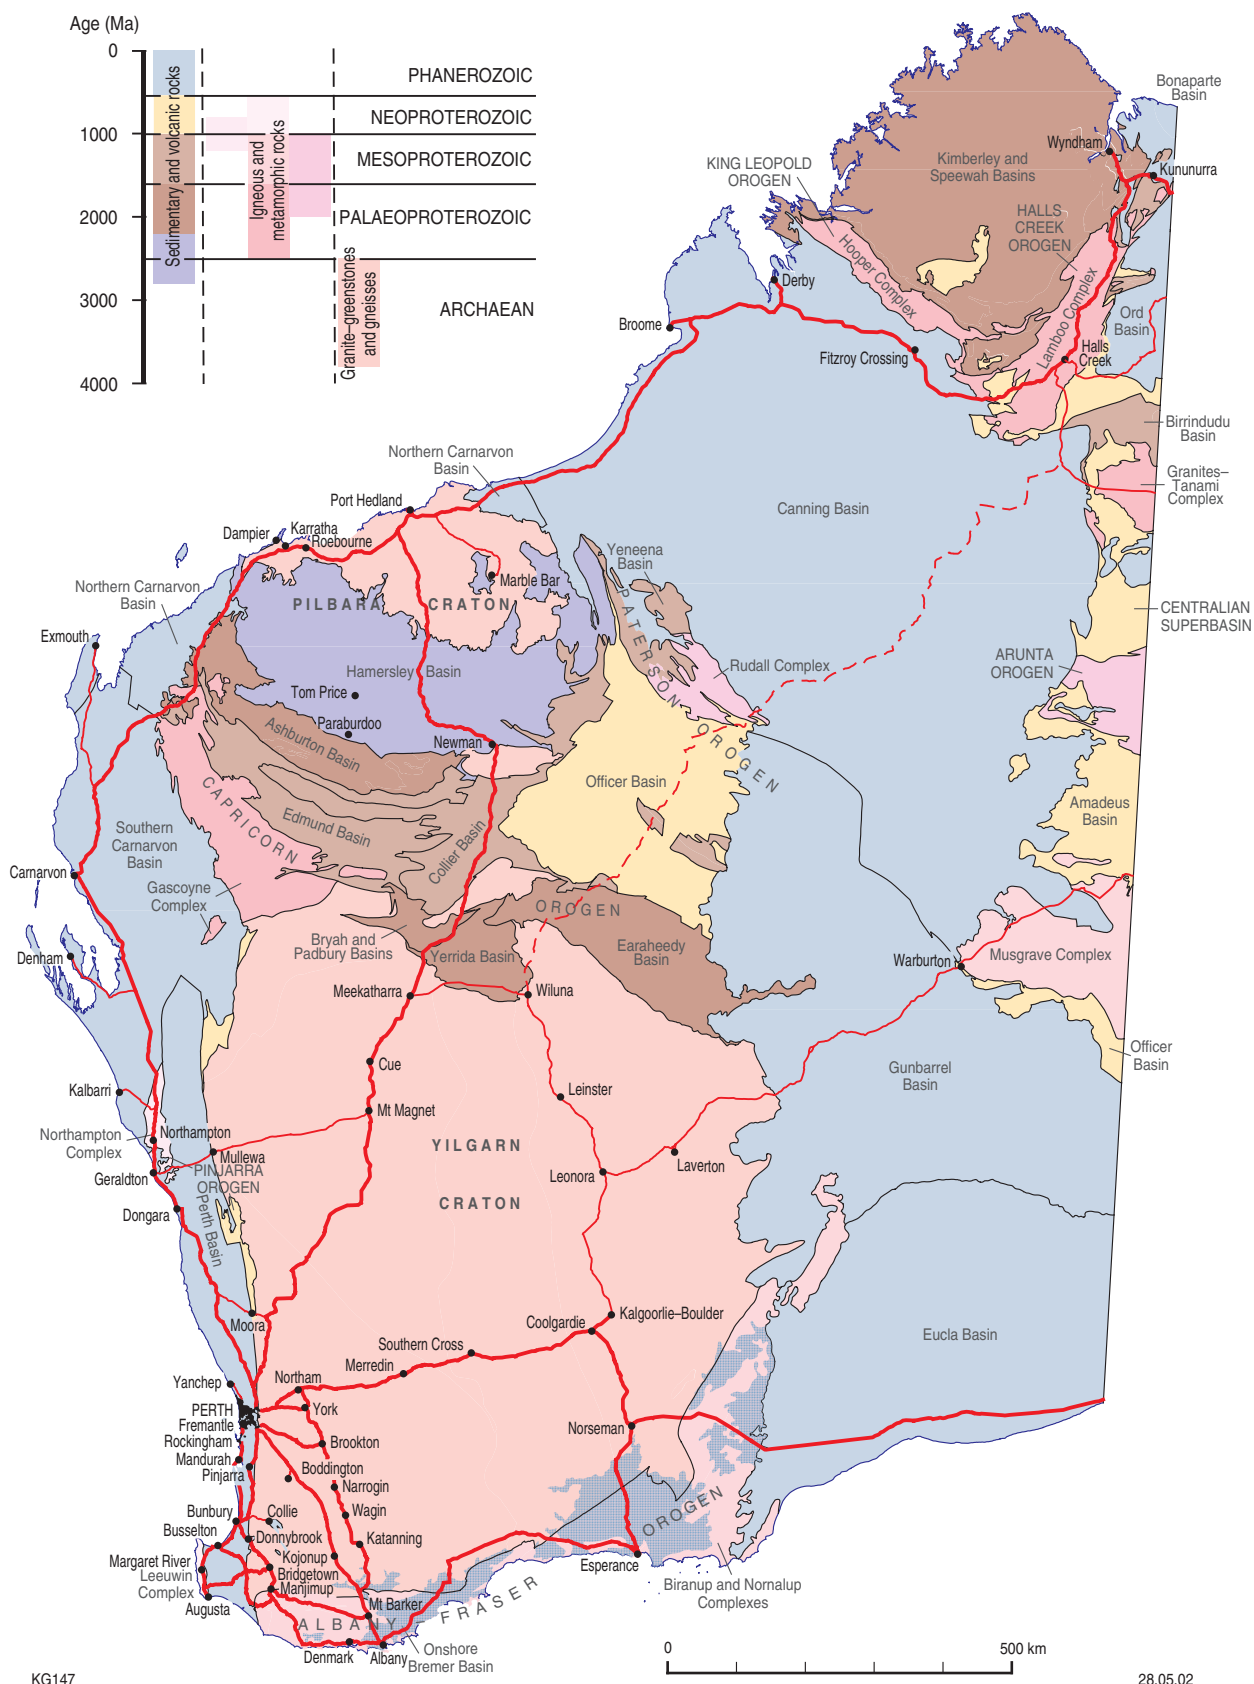 Age (Ma)
0
1000
2000
3000
4000
Sedimentary and volcanic rocks
Igneous and
metamorphic rocks
Granite–greenstones
and gneisses
PHANEROZOIC
NEOPROTEROZOIC
MESOPROTEROZOIC
PALAEOPROTEROZOIC
ARCHAEAN
Bonaparte
Basin
Wyndham
Kununurra
KING LEOPOLD
OROGEN
Kimberley and
Speewah Basins
HALLS
CREEK
OROGEN
Hooper Complex
Lamboo Complex
Derby
Ord
Basin
Broome
Fitzroy Crossing
Halls
Creek
Birrindudu
Basin
Northern Carnarvon
Basin
Granites–
Tanami
Complex
Port Hedland
Canning Basin
Dampier
Karratha
Roebourne
Yeneena
Basin
Marble Bar
Northern Carnarvon
Basin
PILBARA CRATON
CENTRALIAN
SUPERBASIN
Exmouth
PATERSON OROGEN
Hamersley Basin
Rudall Complex
ARUNTA
OROGEN
Tom Price
Paraburdoo
Ashburton Basin
Newman
Officer Basin
CAPRICORN
Edmund Basin
Collier Basin
Amadeus
Basin
Southern
Carnarvon
Basin
Carnarvon
Gascoyne
Complex
OROGEN
Bryah and
Padbury Basins
Yerrida Basin
Earaheedy
Basin
Denham
Warburton
Musgrave Complex
Meekatharra
Wiluna
Officer
Basin
Cue
Gunbarrel
Basin
Kalbarri
Leinster
Mt Magnet
Northampton
Complex
Northampton
Mullewa
YILGARN
CRATON
PINJARRA
OROGEN
Geraldton
Leonora
Laverton
Perth Basin
Dongara
Moora
Kalgoorlie–Boulder
Coolgardie
Eucla Basin
Southern Cross
Merredin
Yanchep
Northam
PERTH
York
Fremantle
Norseman
Rockingham
Brookton
Mandurah
Boddington
Pinjarra
Narrogin
Bunbury
Collie
Wagin
Busselton
Donnybrook
Katanning
Margaret River
Kojonup
Leeuwin
Complex
Bridgetown
Manjimup
Esperance
Augusta
Mt Barker
ALBANY – FRASER OROGEN
Biranup and Nornalup
Complexes
Denmark
Albany
Onshore
Bremer Basin
0
500 km
KG147
28.05.02